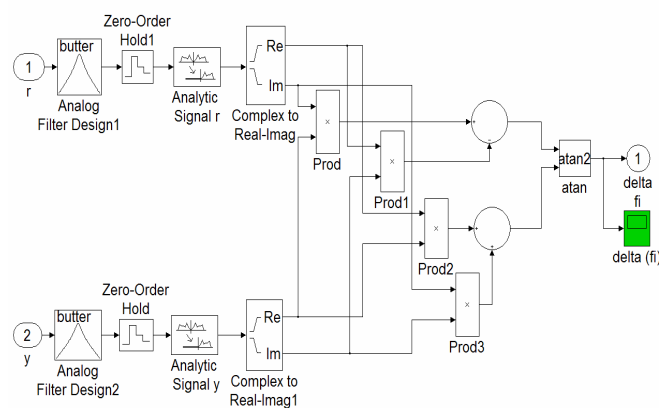 1
r
butter
Analog
Filter Design1
Zero-Order
Hold1
Analytic
Signal r
Re
Im
Complex to
Real-Imag
x
Prod
x
Prod1
x
Prod2
x
Prod3
+
-
+
+
atan2
atan
1
delta
fi
delta (fi)
2
y
butter
Analog
Filter Design2
Zero-Order
Hold
Analytic
Signal y
Re
Im
Complex to
Real-Imag1